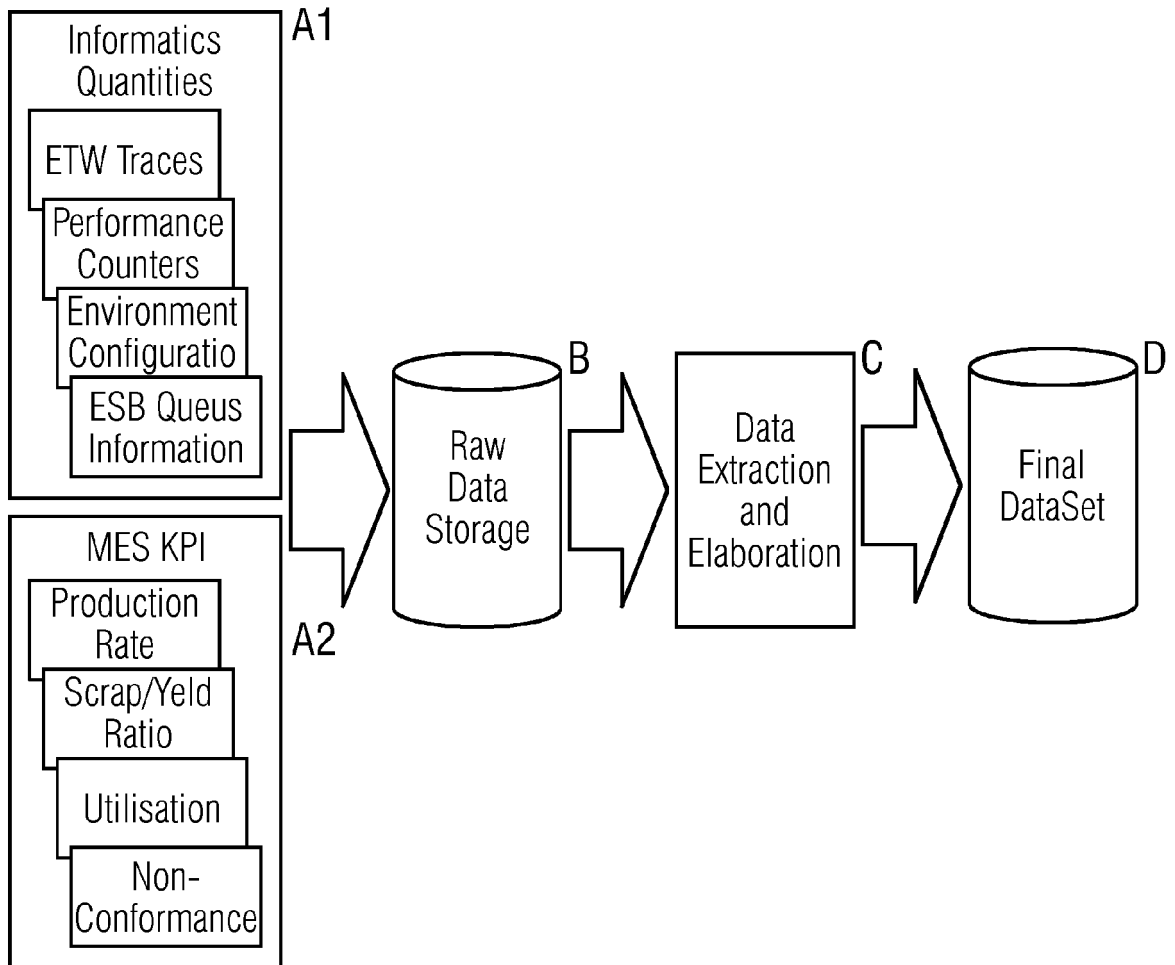 Informatics
Quantities
A1
ETW Traces
Performance
Counters
Environment
Configuratio
ESB Queus
Information
MES KPI
A2
Production
Rate
Scrap/Yeld
Ratio
Utilisation
Non-
Conformance
B
Raw
Data
Storage
C
Data
Extraction
and
Elaboration
D
Final
DataSet